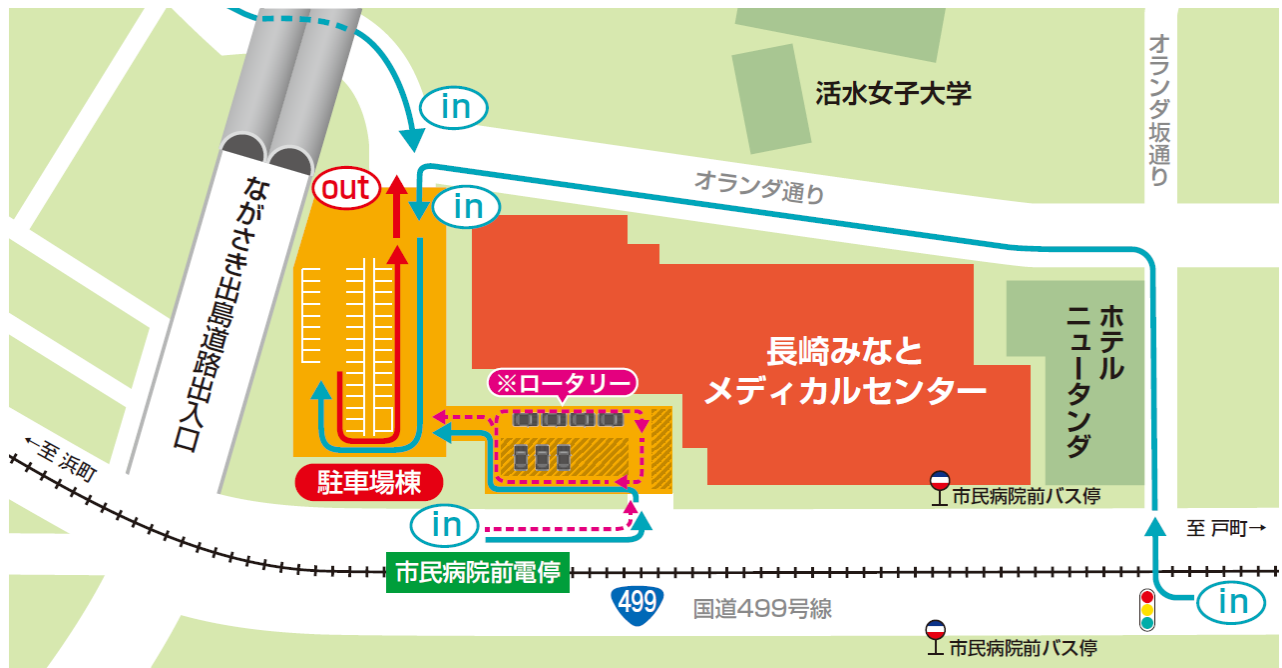 in
活水女子大学
オランダ坂通り
out
in
オランダ通り
ながさき出島道路出入口
長崎みなと
メディカルセンター
ホテル
ニュータンダ
※ロータリー
←至 浜町
駐車場棟
市民病院前バス停
in
至 戸町→
市民病院前電停
499
国道499号線
in
市民病院前バス停